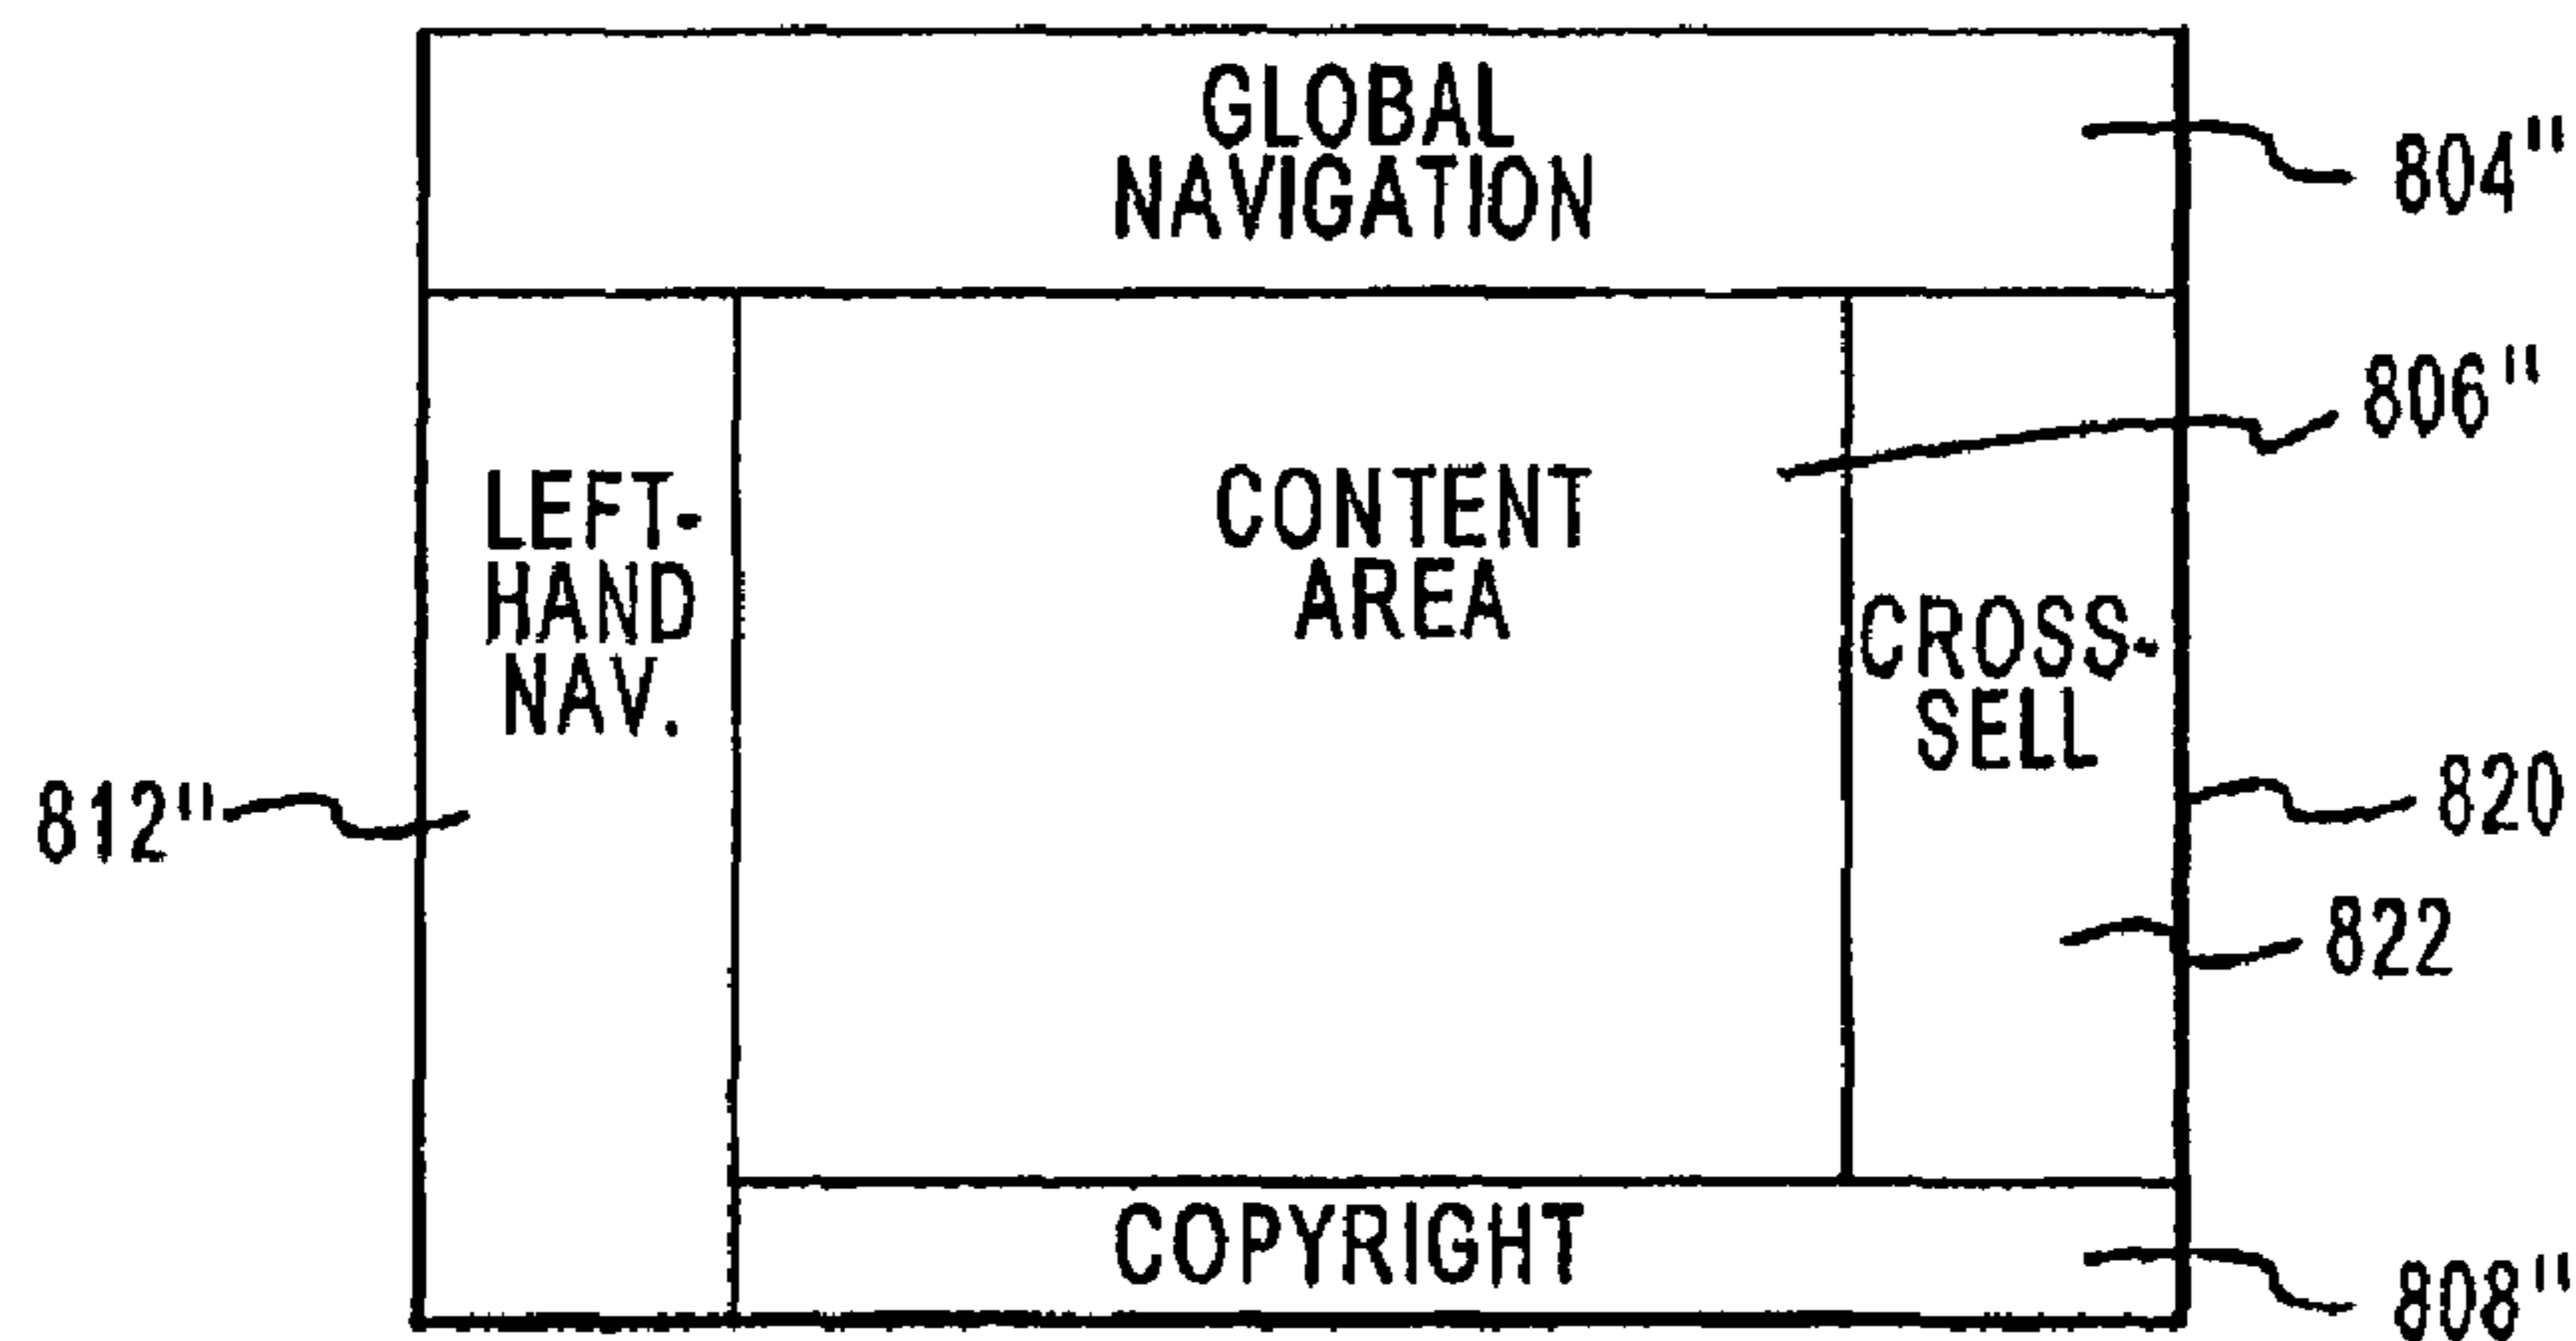 GLOBAL
NAVIGATION
804"
806"
LEFT-
HAND
NAV.
CONTENT
AREA
CROSS-
SELL
812"
820
822
COPYRIGHT
808"